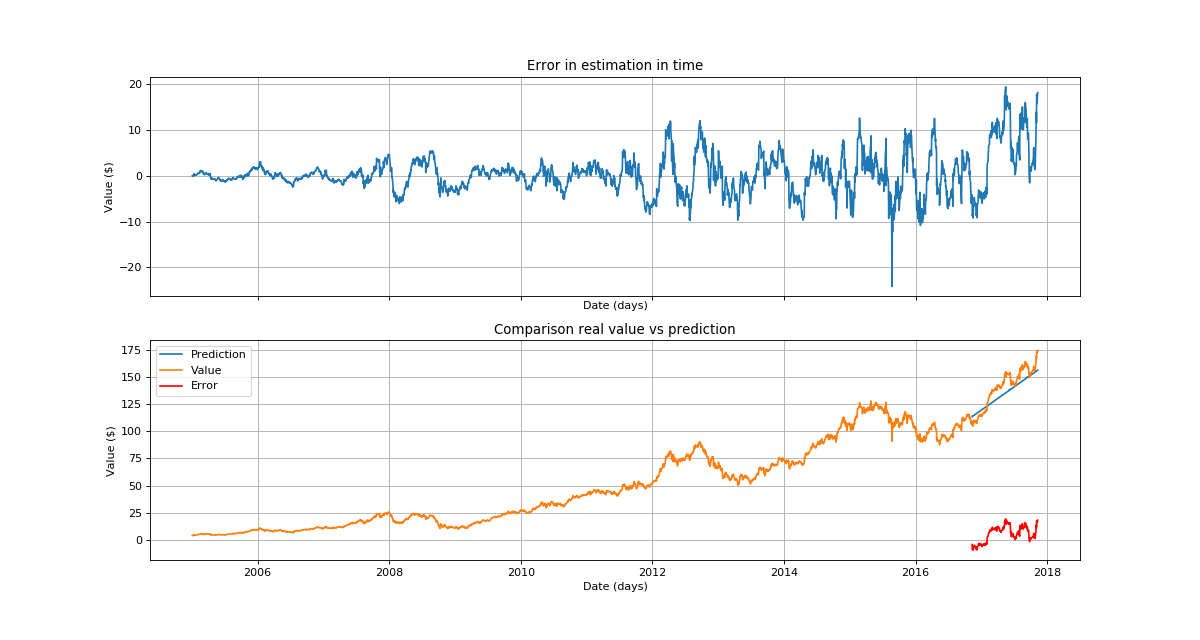 Error in estimation in time
20
10
0
−10
−20
Value ($)
Date (days)
Comparison real value vs prediction
175
150
125
100
75
50
25
0
Value ($)
Prediction
Value
Error
2006 2008 2010 2012 2014 2016 2018
Date (days)